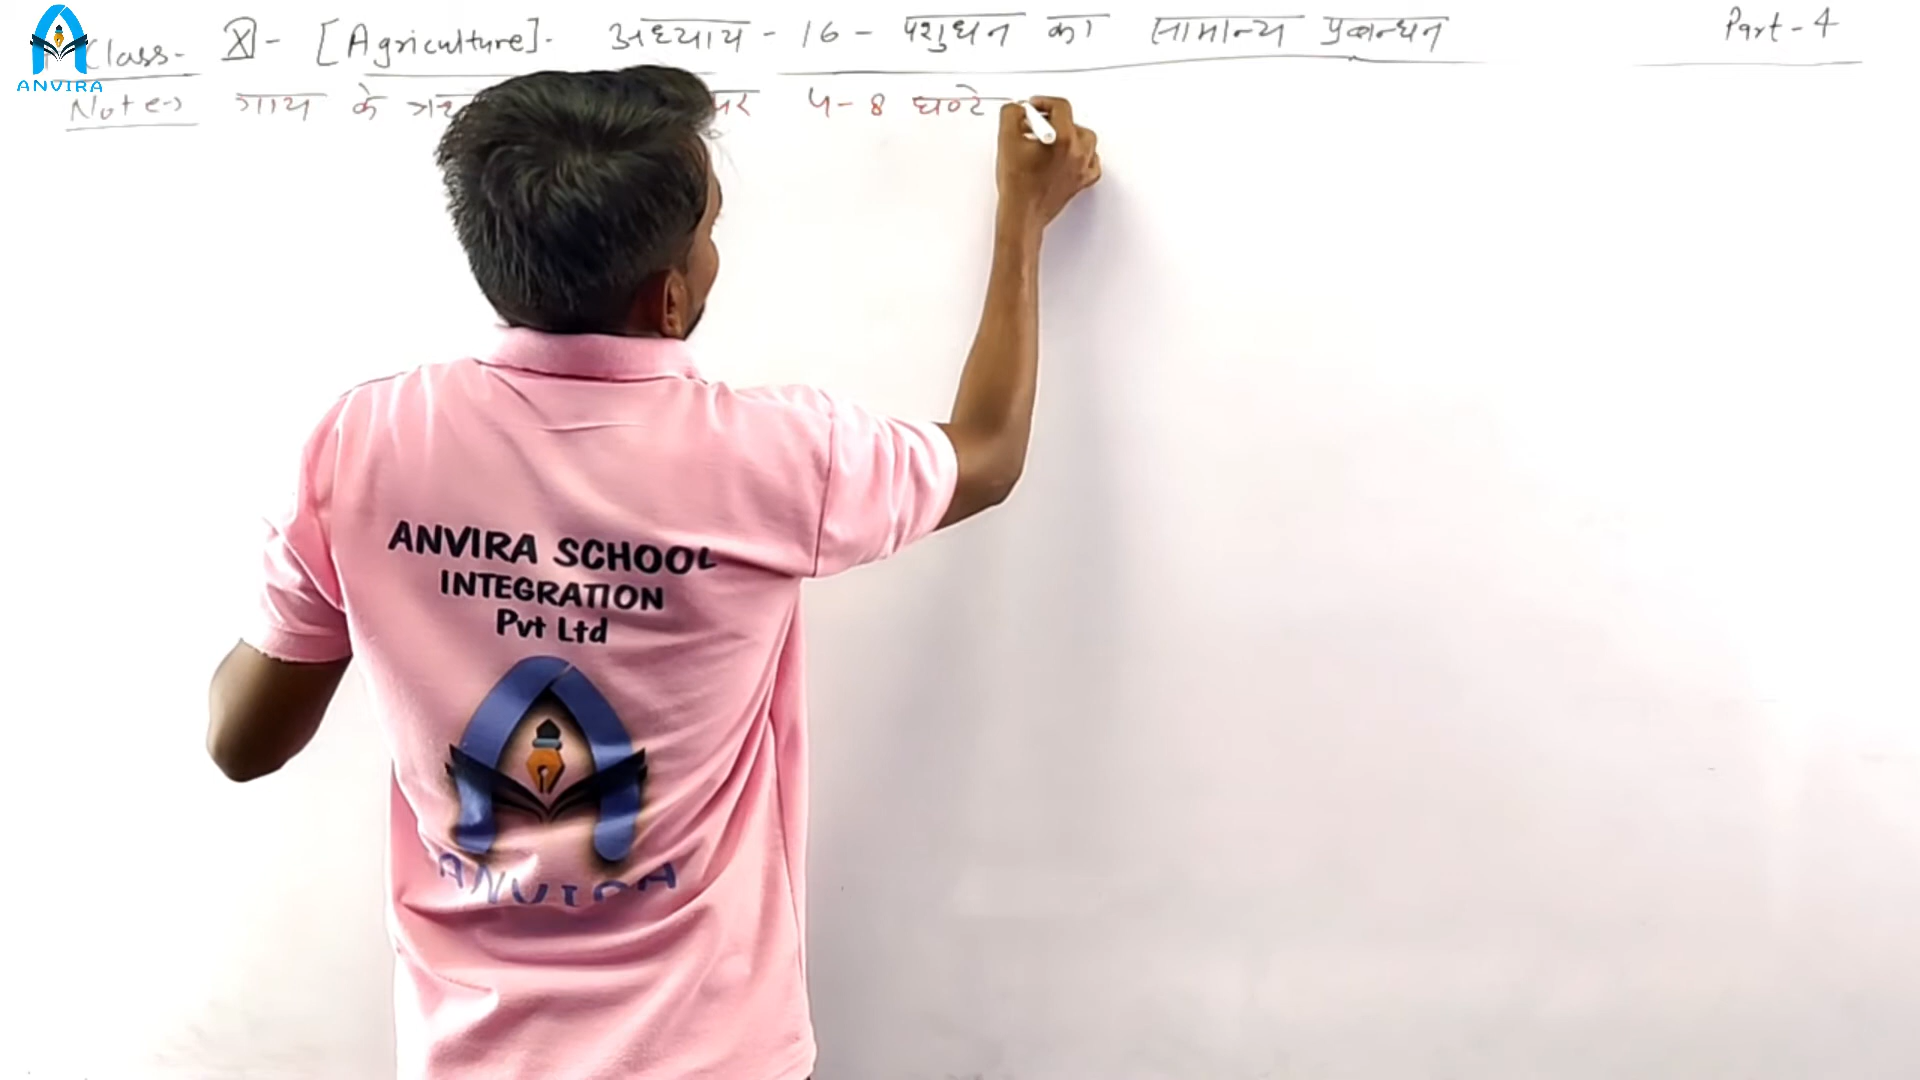 Class- X - [Agriculture]. अध्याय - 16 - पशुधन का सामान्य प्रबन्धन Part - 4
ANVIRA
Note→ गाय के पर 5-8 घण्टे
ANVIRA SCHOOL
INTEGRATION
Pvt Ltd
ANVIRA